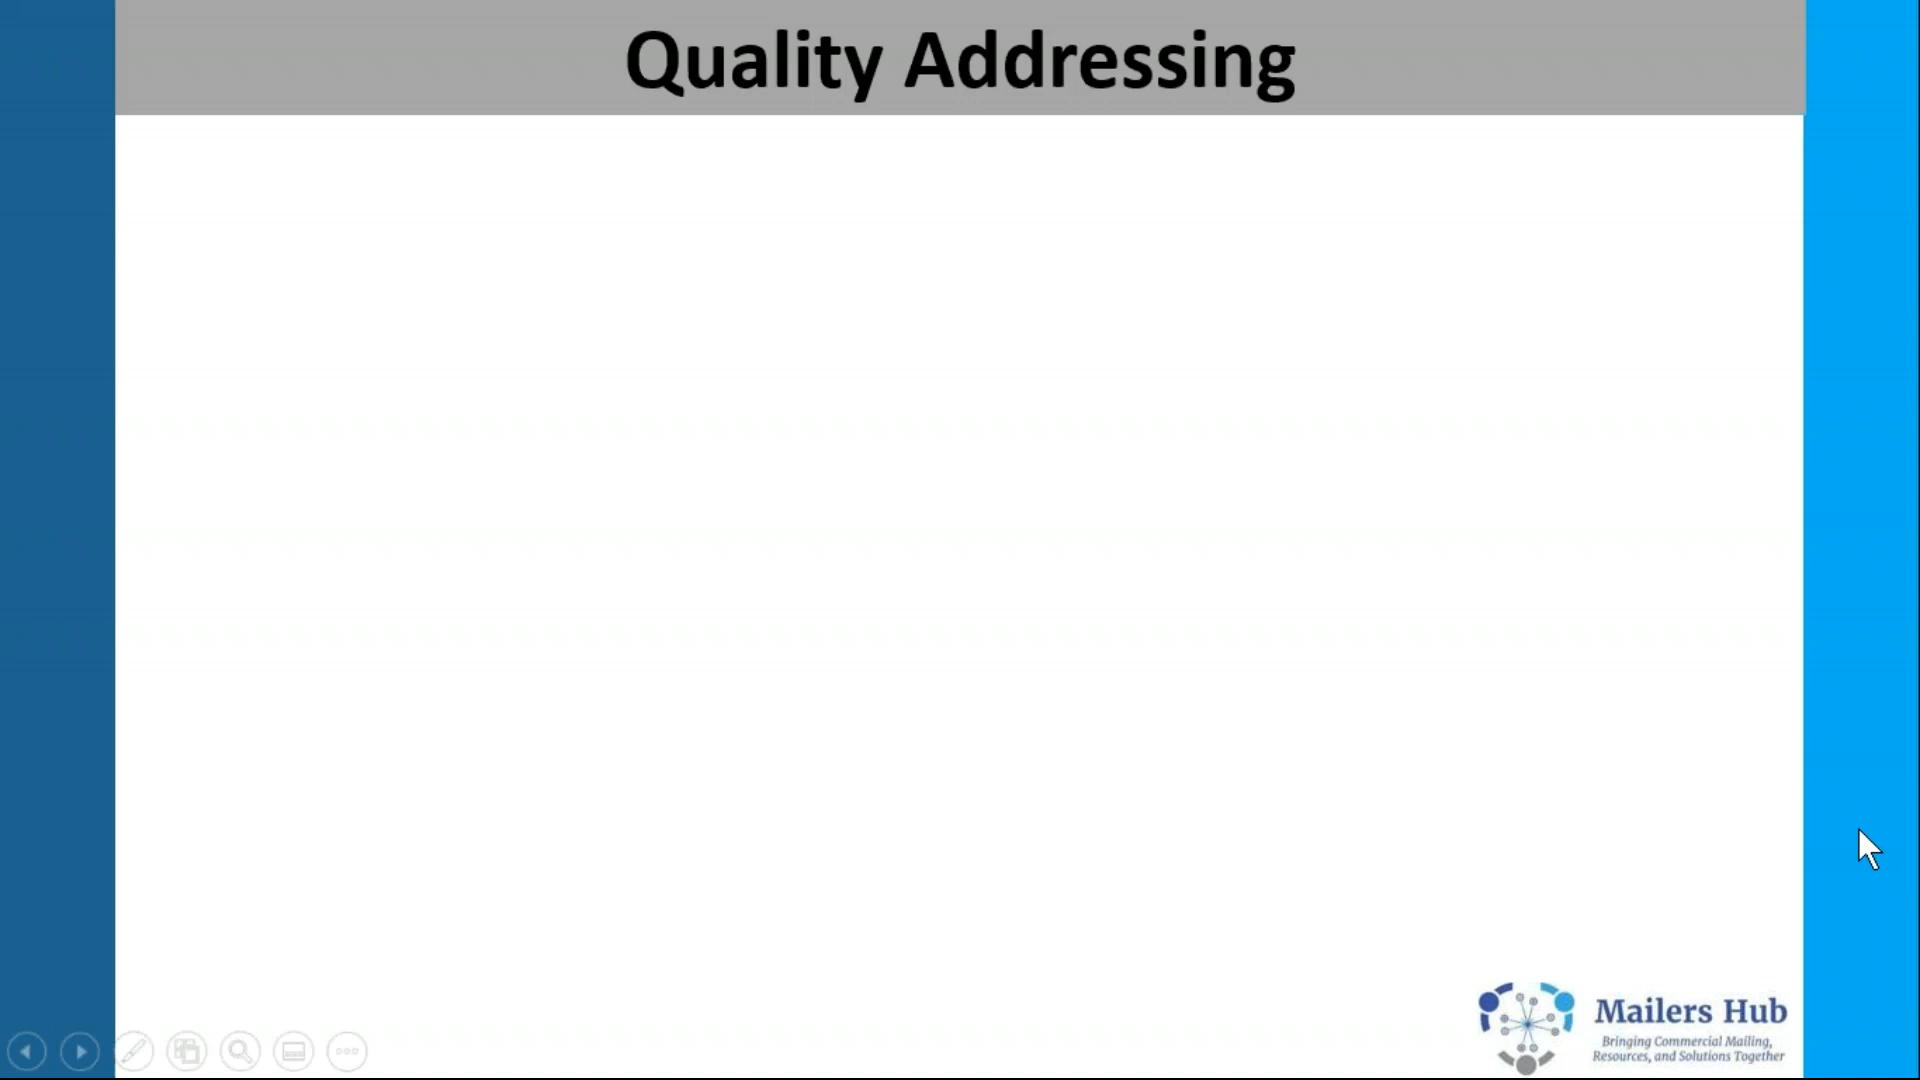 Quality Addressing
Mailers Hub
Bringing Commercial Mailing,
Resources, and Solutions Together